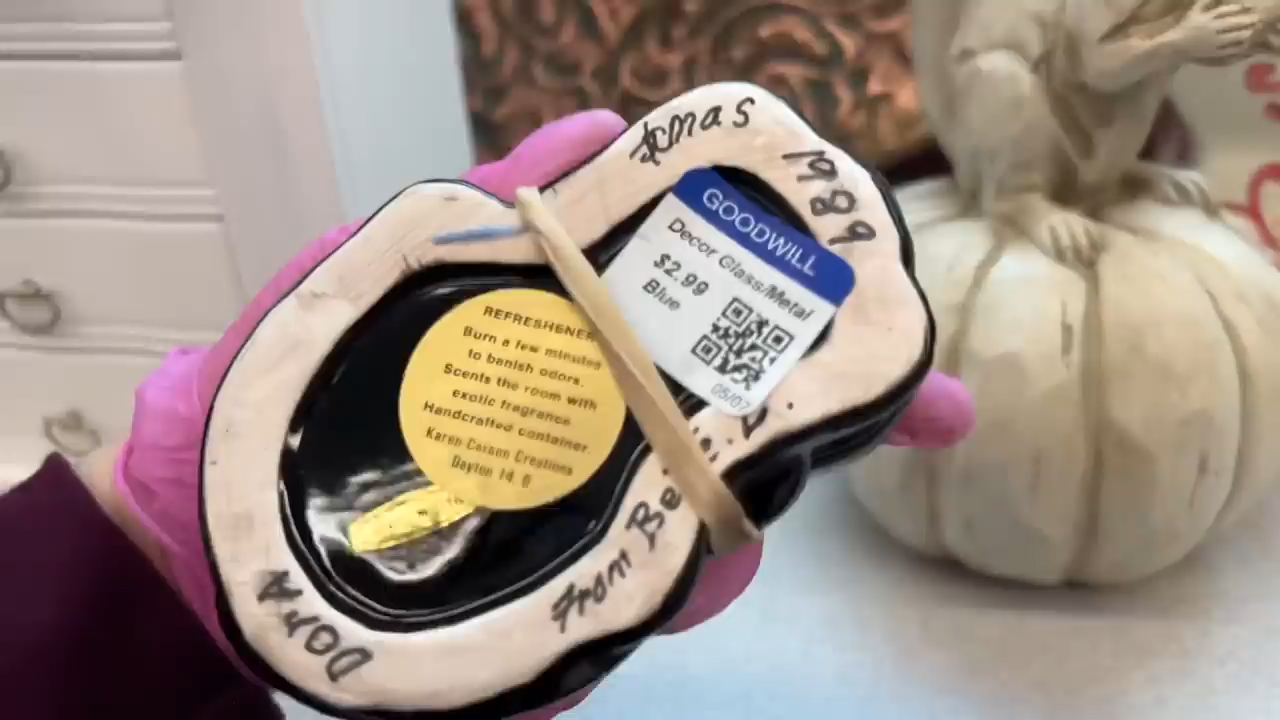 Xmas
1989
GOODWILL
Decor Glass/Metal
$2.99
Blue
05/07
REFRESHENER
Burn a few minutes
to banish odors.
Scents the room with
exotic fragrance
Handcrafted container.
Karen Carson Creations
Dayton 14, O
From
Dora